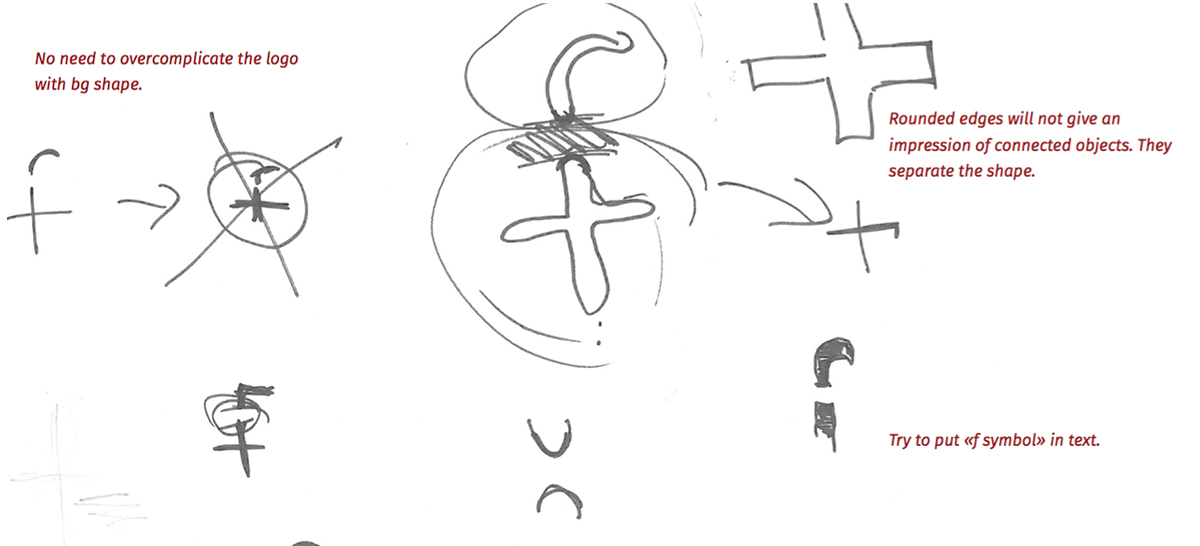 No need to overcomplicate the logo
with bg shape.
Rounded edges will not give an
impression of connected objects. They
separate the shape.
Try to put «f symbol» in text.